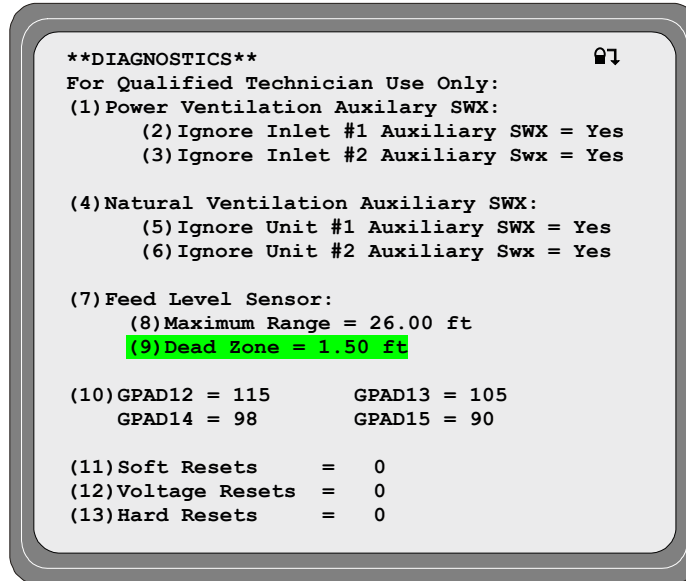 **DIAGNOSTICS**
For Qualified Technician Use Only:
(1)Power Ventilation Auxilary SWX:
(2)Ignore Inlet #1 Auxiliary SWX = Yes
(3)Ignore Inlet #2 Auxiliary Swx = Yes
(4)Natural Ventilation Auxiliary SWX:
(5)Ignore Unit #1 Auxiliary SWX = Yes
(6)Ignore Unit #2 Auxiliary Swx = Yes
(7)Feed Level Sensor:
(8)Maximum Range = 26.00 ft
(9)Dead Zone = 1.50 ft
(10)GPAD12 = 115 GPAD13 = 105
GPAD14 = 98 GPAD15 = 90
(11)Soft Resets = 0
(12)Voltage Resets = 0
(13)Hard Resets = 0